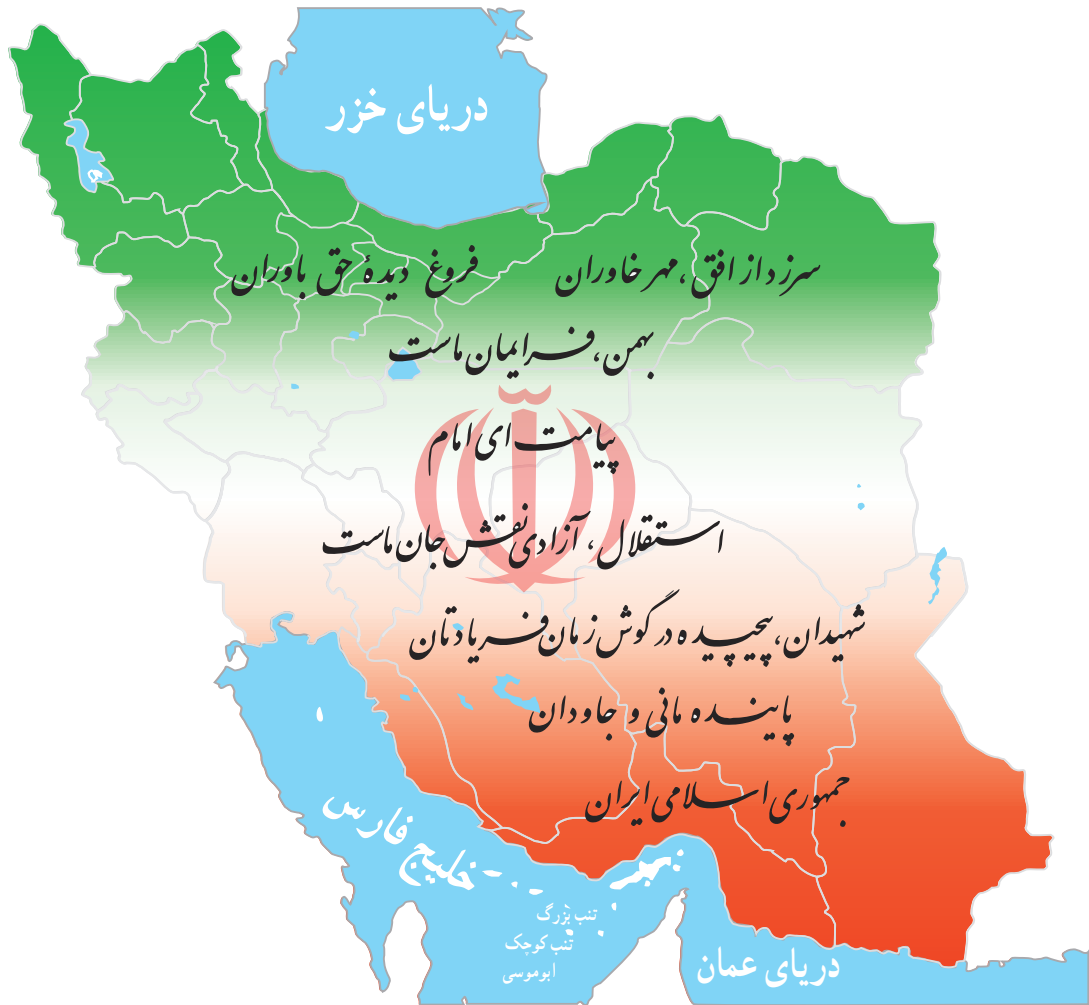 دریای خزر
سر زد از افق، مهر خاوران    فروغ دیدهٔ حق باوران
بهمن، فر ایمان ماست
پیامت ای امام
استقلال، آزادی نقش جان ماست
شهیدان، پیچیده در گوش زمان فریادتان
پاینده مانی و جاودان
جمهوری اسلامی ایران
خلیج فارس
تنب بزرگ
تنب کوچک
ابوموسی
دریای عمان